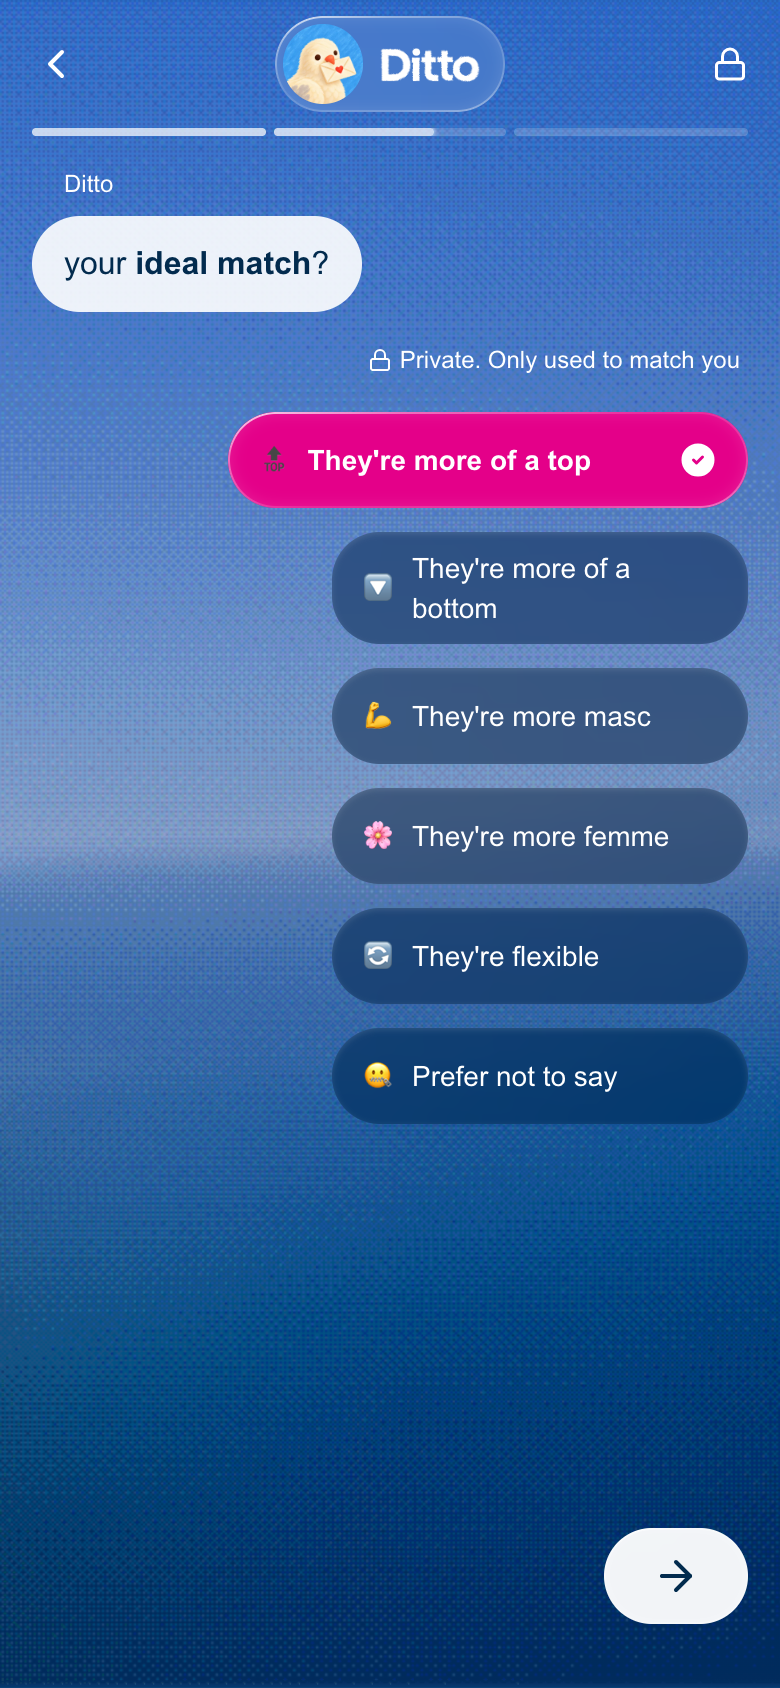 Ditto
Ditto
your ideal match?
Private. Only used to match you
TOP
They're more of a top
They're more of a
bottom
They're more masc
They're more femme
They're flexible
Prefer not to say